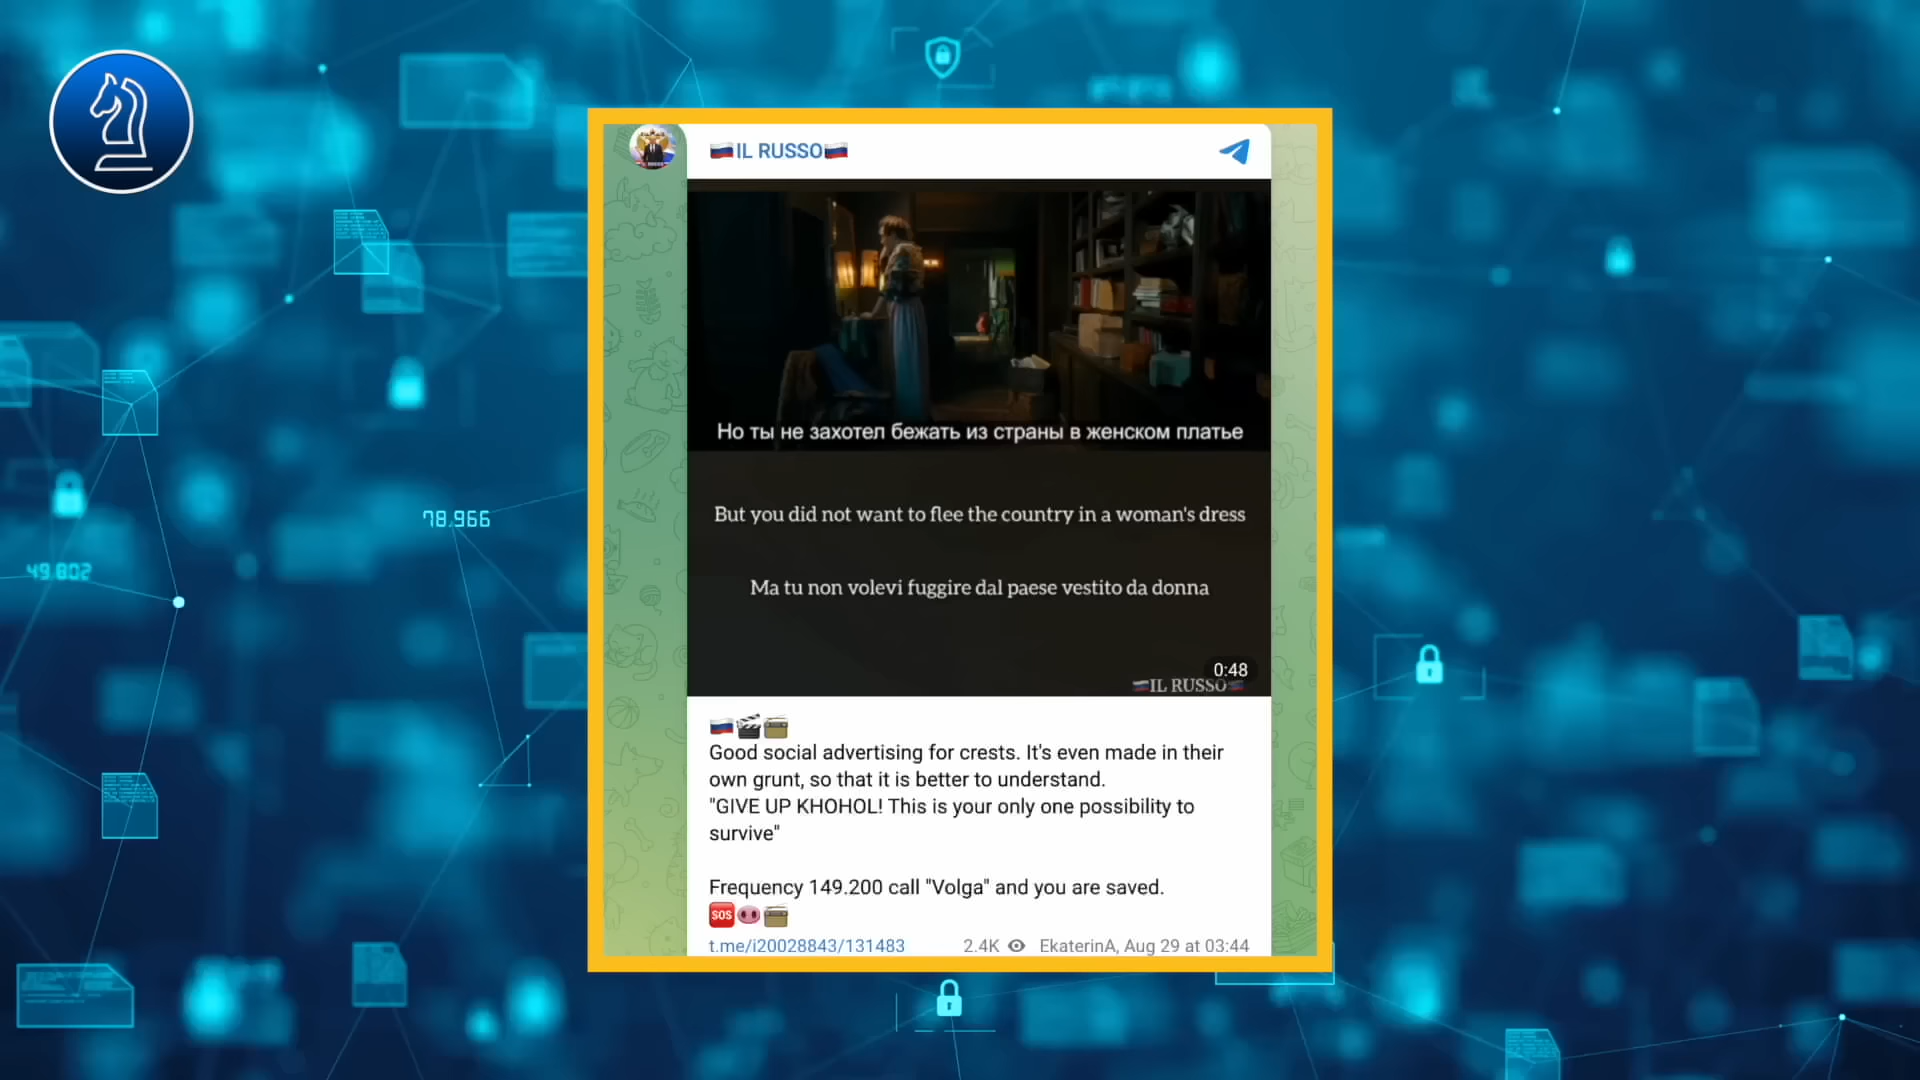 IL RUSSO
Но ты не захотел бежать из страны в женском платье
But you did not want to flee the country in a woman's dress
Ma tu non volevi fuggire dal paese vestito da donna
0:48
IL RUSSO
Good social advertising for crests. It's even made in their
own grunt, so that it is better to understand.
"GIVE UP KHOHOL! This is your only one possibility to
survive"
Frequency 149.200 call "Volga" and you are saved.
SOS
t.me/i20028843/131483 2.4K EkaterinA, Aug 29 at 03:44
78.966
49.802